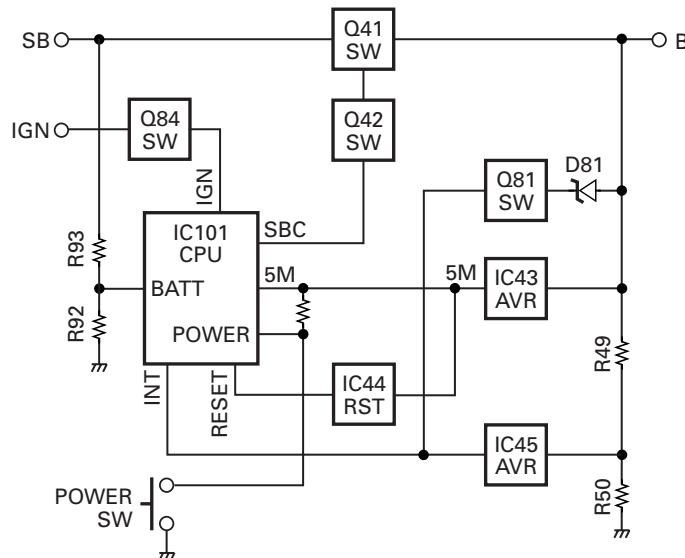 SB
Q41
SW
B
IGN
Q84
SW
Q42
SW
IGN
D81
Q81
SW
R93
IC101
CPU
SBC
5M
5M
IC43
AVR
BATT
R92
POWER
R49
INT
RESET
IC44
RST
IC45
AVR
POWER
SW
R50